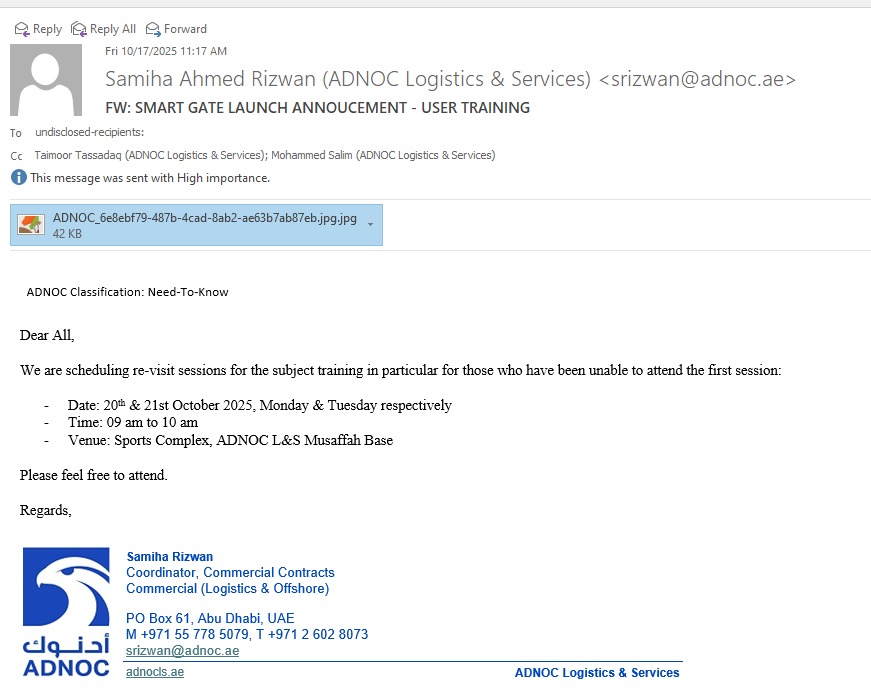 Reply Reply All Forward
Fri 10/17/2025 11:17 AM
Samiha Ahmed Rizwan (ADNOC Logistics & Services) <srizwan@adnoc.ae>
FW: SMART GATE LAUNCH ANNOUCEMENT - USER TRAINING
To undisclosed-recipients:
Cc Taimoor Tassadaq (ADNOC Logistics & Services); Mohammed Salim (ADNOC Logistics & Services)
This message was sent with High importance.
ADNOC_6e8ebf79-487b-4cad-8ab2-ae63b7ab87eb.jpg.jpg
42 KB
ADNOC Classification: Need-To-Know
Dear All,
We are scheduling re-visit sessions for the subject training in particular for those who have been unable to attend the first session:
- Date: 20th & 21st October 2025, Monday & Tuesday respectively
- Time: 09 am to 10 am
- Venue: Sports Complex, ADNOC L&S Musaffah Base
Please feel free to attend.
Regards,
Samiha Rizwan
Coordinator, Commercial Contracts
Commercial (Logistics & Offshore)
PO Box 61, Abu Dhabi, UAE
M +971 55 778 5079, T +971 2 602 8073
srizwan@adnoc.ae
أدنوك
ADNOC
adnocls.ae ADNOC Logistics & Services